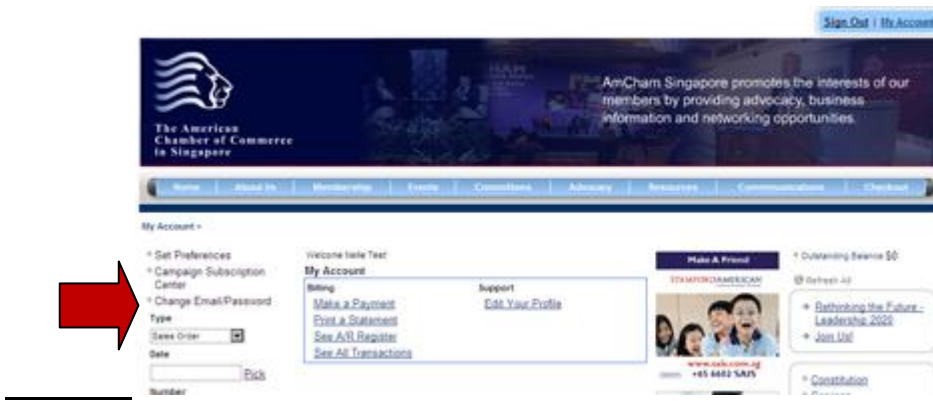 Sign Out | My Account
The American
Chamber of Commerce
in Singapore
AmCham Singapore promotes the interests of our
members by providing advocacy, business
information and networking opportunities.
Home | About Us | Membership | Events | Committees | Advocacy | Resources | Communications | Checkout
My Account »
Set Preferences
Campaign Subscription
Center
Change Email/Password
Type
Sales Order
Date
Pick
Number
Welcome Test
My Account
Billing
Make a Payment
Print a Statement
See A/R Register
See All Transactions
Support
Edit Your Profile
Make A Friend
STAMFORD AMERICAN
www.sais.com.sg
+65 6602 SAIS
Outstanding Balance $0
Refresh All
Rethinking the Future -
Leadership 2020
Join Us!
Constitution